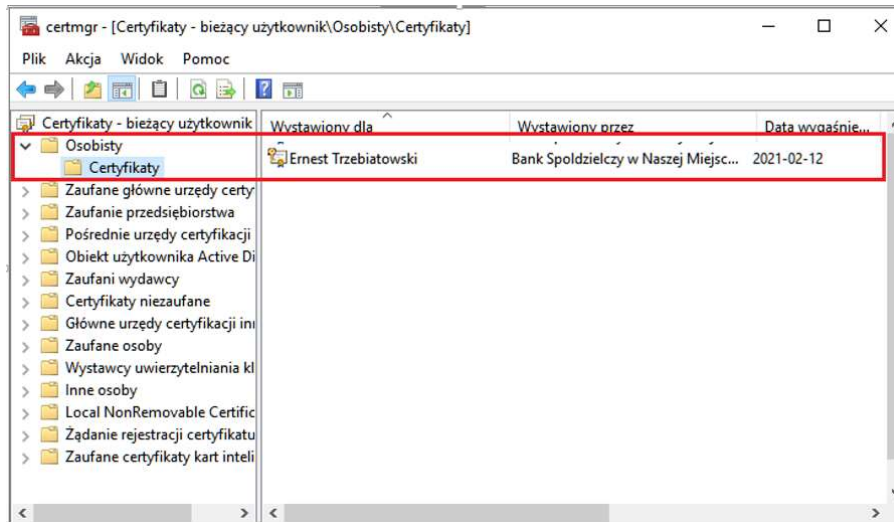 certmgr - [Certyfikaty - bieżący użytkownik\Osobisty\Certyfikaty]
Plik Akcja Widok Pomoc
Certyfikaty - bieżący użytkownik
Wystawiony dla Wystawiony przez Data wygaśnie...
Osobisty
Certyfikaty
Ernest Trzebiatowski Bank Spoldzielczy w Naszej Miejsc... 2021-02-12
Zaufane główne urzędy certy
Zaufanie przedsiębiorstwa
Pośrednie urzędy certyfikacji
Obiekt użytkownika Active Di
Zaufani wydawcy
Certyfikaty niezaufane
Główne urzędy certyfikacji inn
Zaufane osoby
Wystawcy uwierzytelniania kl
Inne osoby
Local NonRemovable Certific
Żądanie rejestracji certyfikatu
Zaufane certyfikaty kart inteli